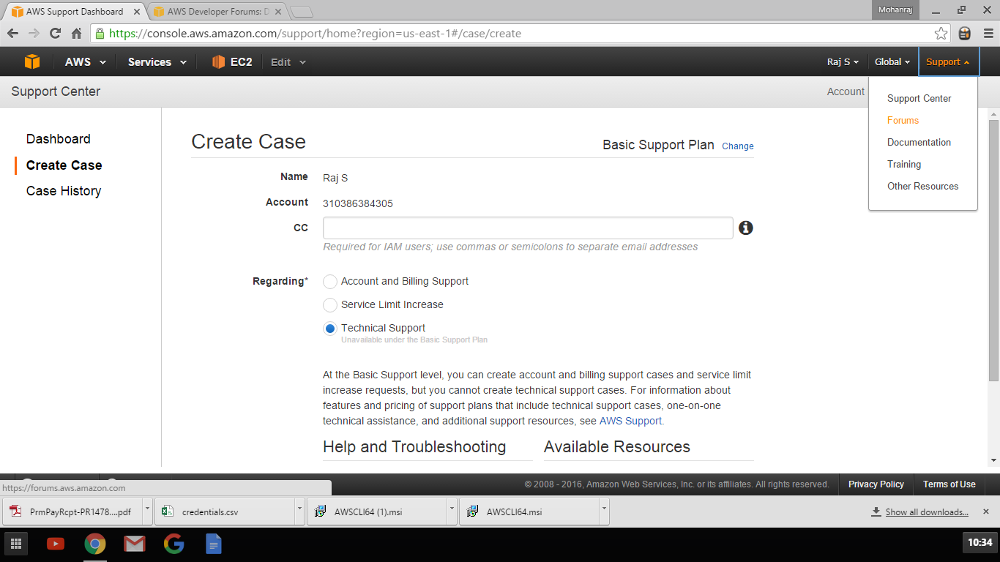 AWS Support Dashboard
AWS Developer Forums: D
Mohanraj
https://console.aws.amazon.com/support/home?region=us-east-1#/case/create
AWS Services EC2 Edit Raj S Global Support
Support Center Account
Support Center
Forums
Documentation
Training
Other Resources
Dashboard
Create Case
Case History
Create Case Basic Support Plan Change
Name Raj S
Account 310386384305
CC
Required for IAM users; use commas or semicolons to separate email addresses
Regarding* Account and Billing Support
Service Limit Increase
Technical Support
Unavailable under the Basic Support Plan
At the Basic Support level, you can create account and billing support cases and service limit
increase requests, but you cannot create technical support cases. For information about
features and pricing of support plans that include technical support cases, one-on-one
technical assistance, and additional support resources, see AWS Support.
Help and Troubleshooting Available Resources
https://forums.aws.amazon.com
© 2008 - 2016, Amazon Web Services, Inc. or its affiliates. All rights reserved. Privacy Policy Terms of Use
PrmPayRcpt-PR1478....pdf credentials.csv AWSCLI64 (1).msi AWSCLI64.msi Show all downloads...
10:34